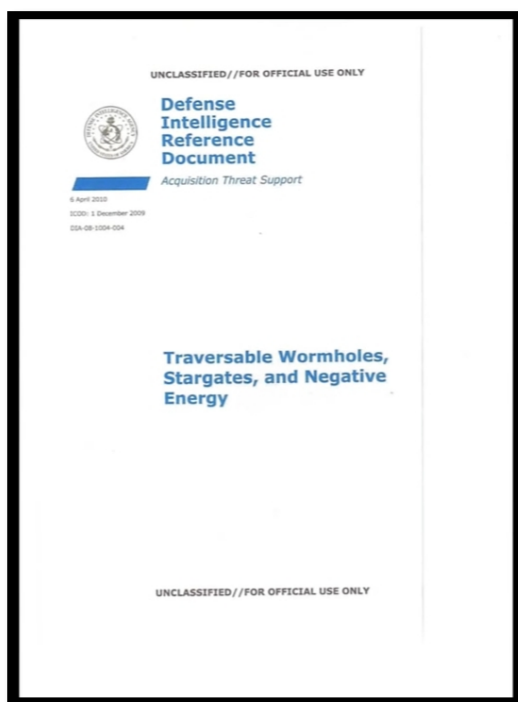 UNCLASSIFIED//FOR OFFICIAL USE ONLY
Defense
Intelligence
Reference
Document
Acquisition Threat Support
6 April 2010
ICOD: 1 December 2009
DIA-08-1004-004
Traversable Wormholes,
Stargates, and Negative
Energy
UNCLASSIFIED//FOR OFFICIAL USE ONLY